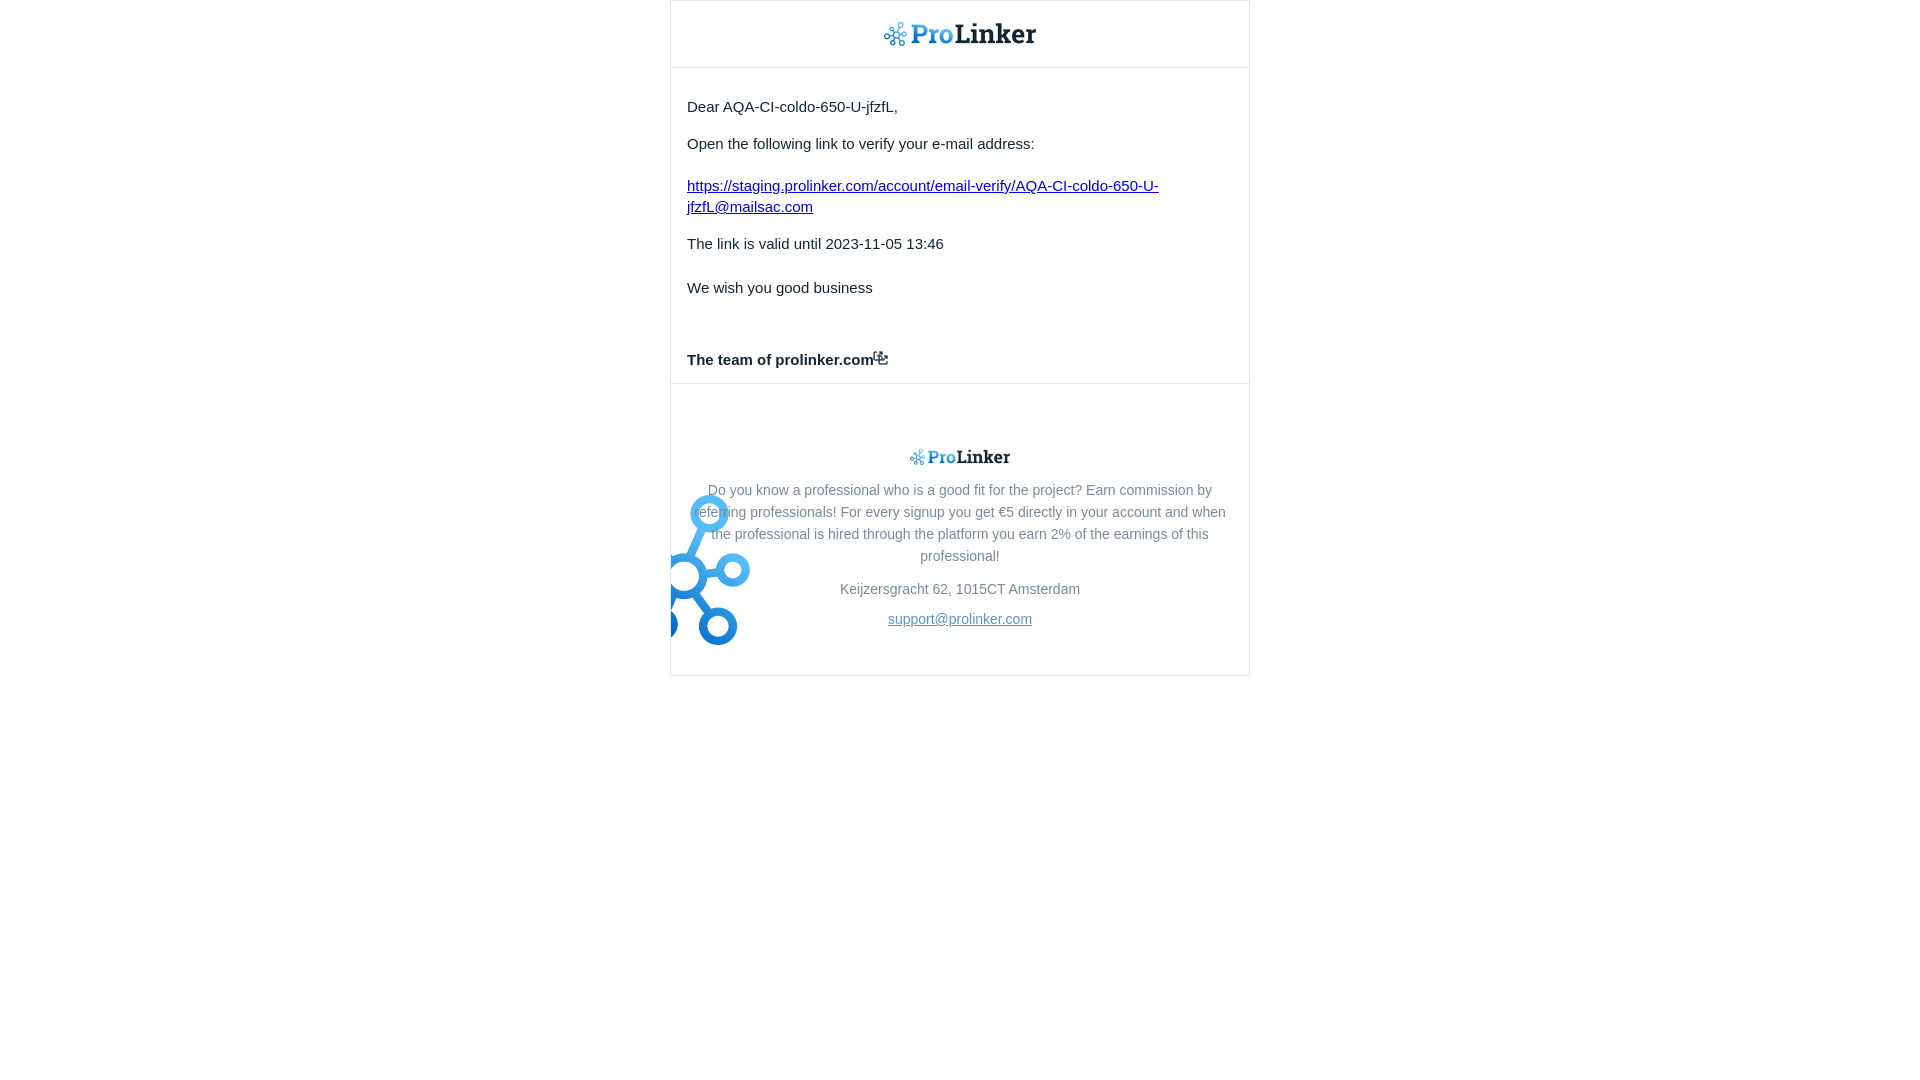 ProLinker
Dear AQA-CI-coldo-650-U-jfzfL,
Open the following link to verify your e-mail address:
https://staging.prolinker.com/account/email-verify/AQA-CI-coldo-650-U-
jfzfL@mailsac.com
The link is valid until 2023-11-05 13:46
We wish you good business
The team of prolinker.com
ProLinker
Do you know a professional who is a good fit for the project? Earn commission by
referring professionals! For every signup you get €5 directly in your account and when
the professional is hired through the platform you earn 2% of the earnings of this
professional!
Keijzersgracht 62, 1015CT Amsterdam
support@prolinker.com